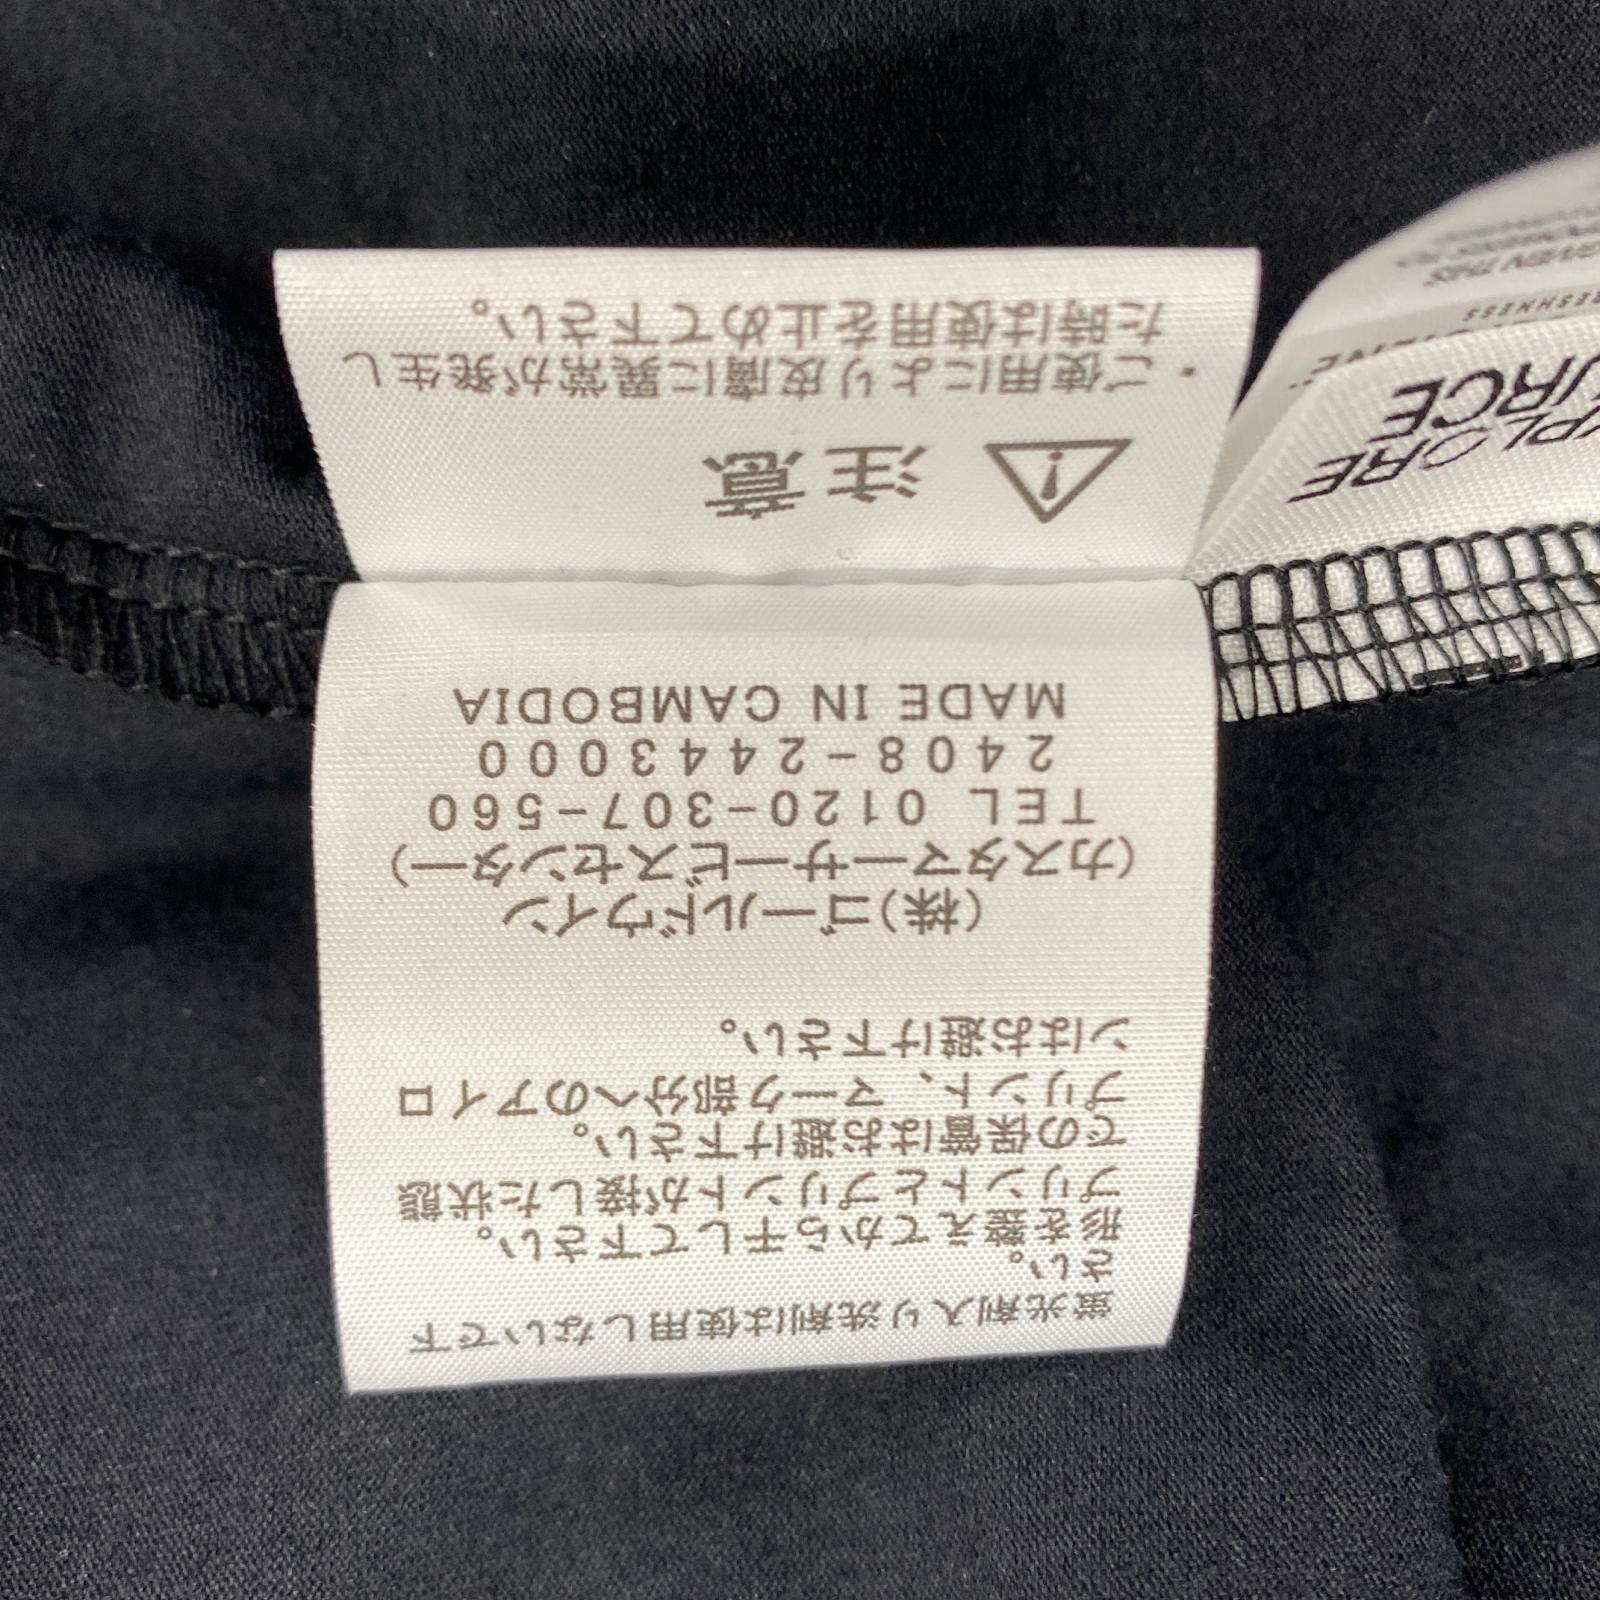 蛍光剤入り洗剤は使用しないで下
さい。
形を整えてから干して下さい。
プリントとプリントが接した状態
での保管はお避け下さい。
プリント、マーク部分へのアイロ
ンはお避け下さい。
(株)ゴールドウイン
(カスタマーサービスセンター)
TEL 0120-307-560
2408-2443000
MADE IN CAMBODIA
注意
・ご使用により皮膚に異常が発生し
た時は使用を止めて下さい。